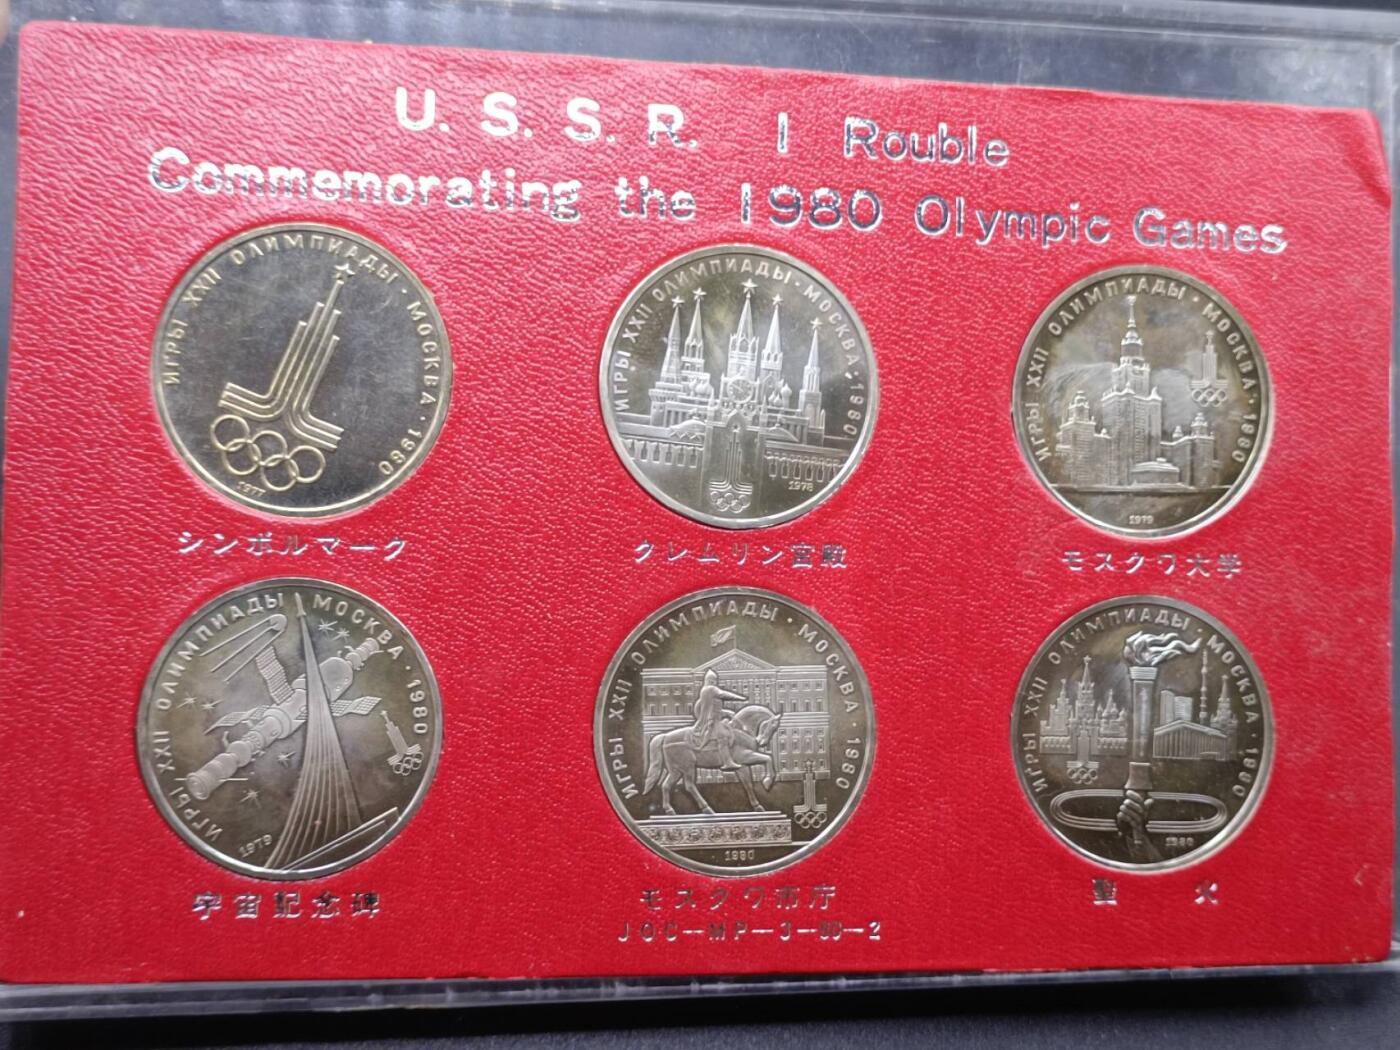 U. S. S. R. 1 Rouble
Commemorating the 1980 Olympic Games
ИГРЫ XXII ОЛИМПИАДЫ · МОСКВА · 1980
1977
シンボルマーク
ИГРЫ XXII ОЛИМПИАДЫ · МОСКВА · 1980
1978
クレムリン宮殿
ИГРЫ XXII ОЛИМПИАДЫ · МОСКВА · 1980
1979
モスクワ大学
ИГРЫ XXII ОЛИМПИАДЫ МОСКВА · 1980
1979
宇宙記念碑
ИГРЫ XXII ОЛИМПИАДЫ · МОСКВА · 1980
1980
モスクワ市庁
JOC-MP-3-80-2
ИГРЫ XXII ОЛИМПИАДЫ · МОСКВА · 1980
1980
聖 火